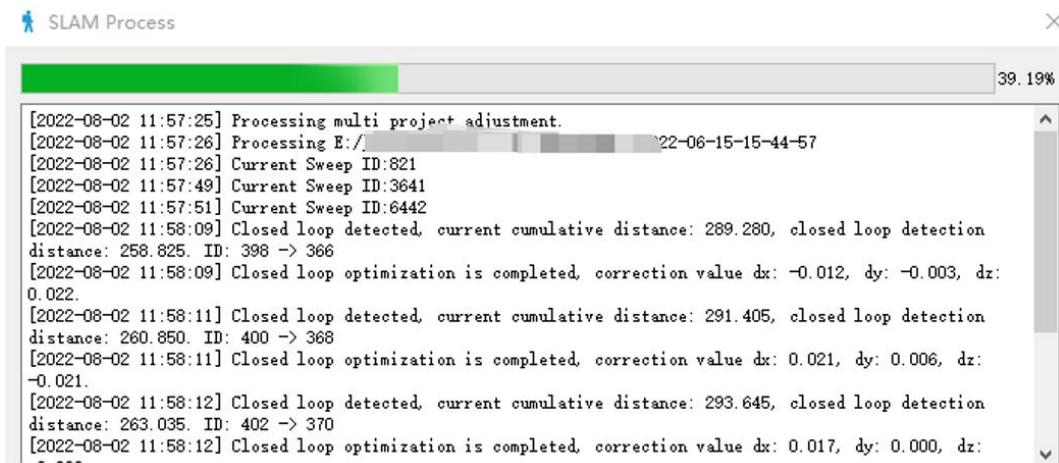 SLAM Process
39.19%
[2022-08-02 11:57:25] Processing multi project adjustment.
[2022-08-02 11:57:26] Processing E:/ 22-06-15-15-44-57
[2022-08-02 11:57:26] Current Sweep ID:821
[2022-08-02 11:57:49] Current Sweep ID:3641
[2022-08-02 11:57:51] Current Sweep ID:6442
[2022-08-02 11:58:09] Closed loop detected, current cumulative distance: 289.280, closed loop detection
distance: 258.825. ID: 398 -> 366
[2022-08-02 11:58:09] Closed loop optimization is completed, correction value dx: -0.012, dy: -0.003, dz:
0.022.
[2022-08-02 11:58:11] Closed loop detected, current cumulative distance: 291.405, closed loop detection
distance: 260.850. ID: 400 -> 368
[2022-08-02 11:58:11] Closed loop optimization is completed, correction value dx: 0.021, dy: 0.006, dz:
-0.021.
[2022-08-02 11:58:12] Closed loop detected, current cumulative distance: 293.645, closed loop detection
distance: 263.035. ID: 402 -> 370
[2022-08-02 11:58:12] Closed loop optimization is completed, correction value dx: 0.017, dy: 0.000, dz: